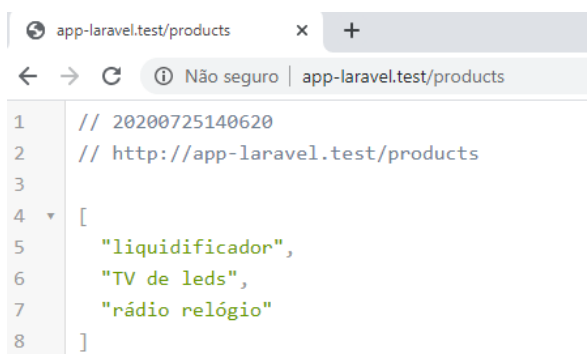 app-laravel.test/products
Não seguro | app-laravel.test/products
1 // 20200725140620
2 // http://app-laravel.test/products
3
4 [
5 "liquidificador",
6 "TV de leds",
7 "rádio relógio"
8 ]